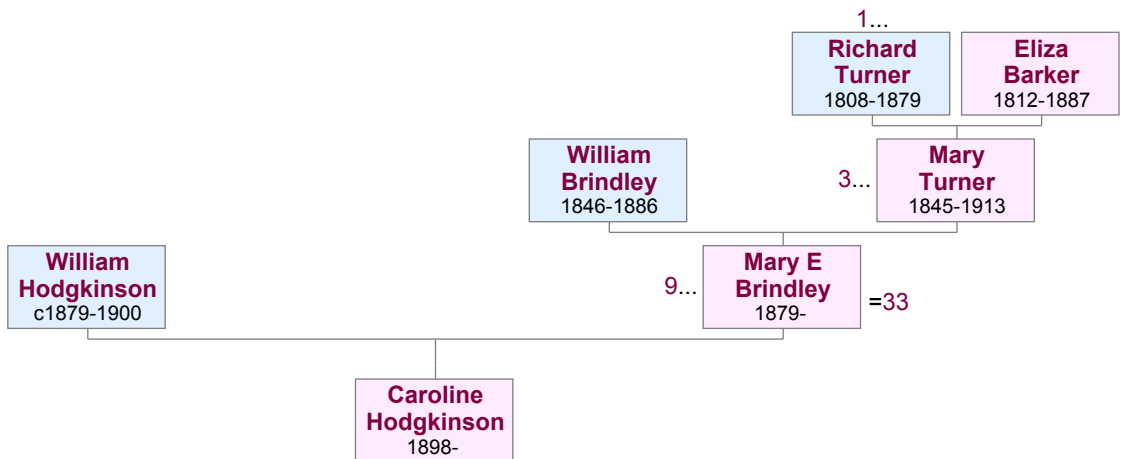 1...
Richard
Turner
1808-1879
Eliza
Barker
1812-1887
William
Brindley
1846-1886
3...
Mary
Turner
1845-1913
William
Hodgkinson
c1879-1900
9...
Mary E
Brindley
1879-
=33
Caroline
Hodgkinson
1898-